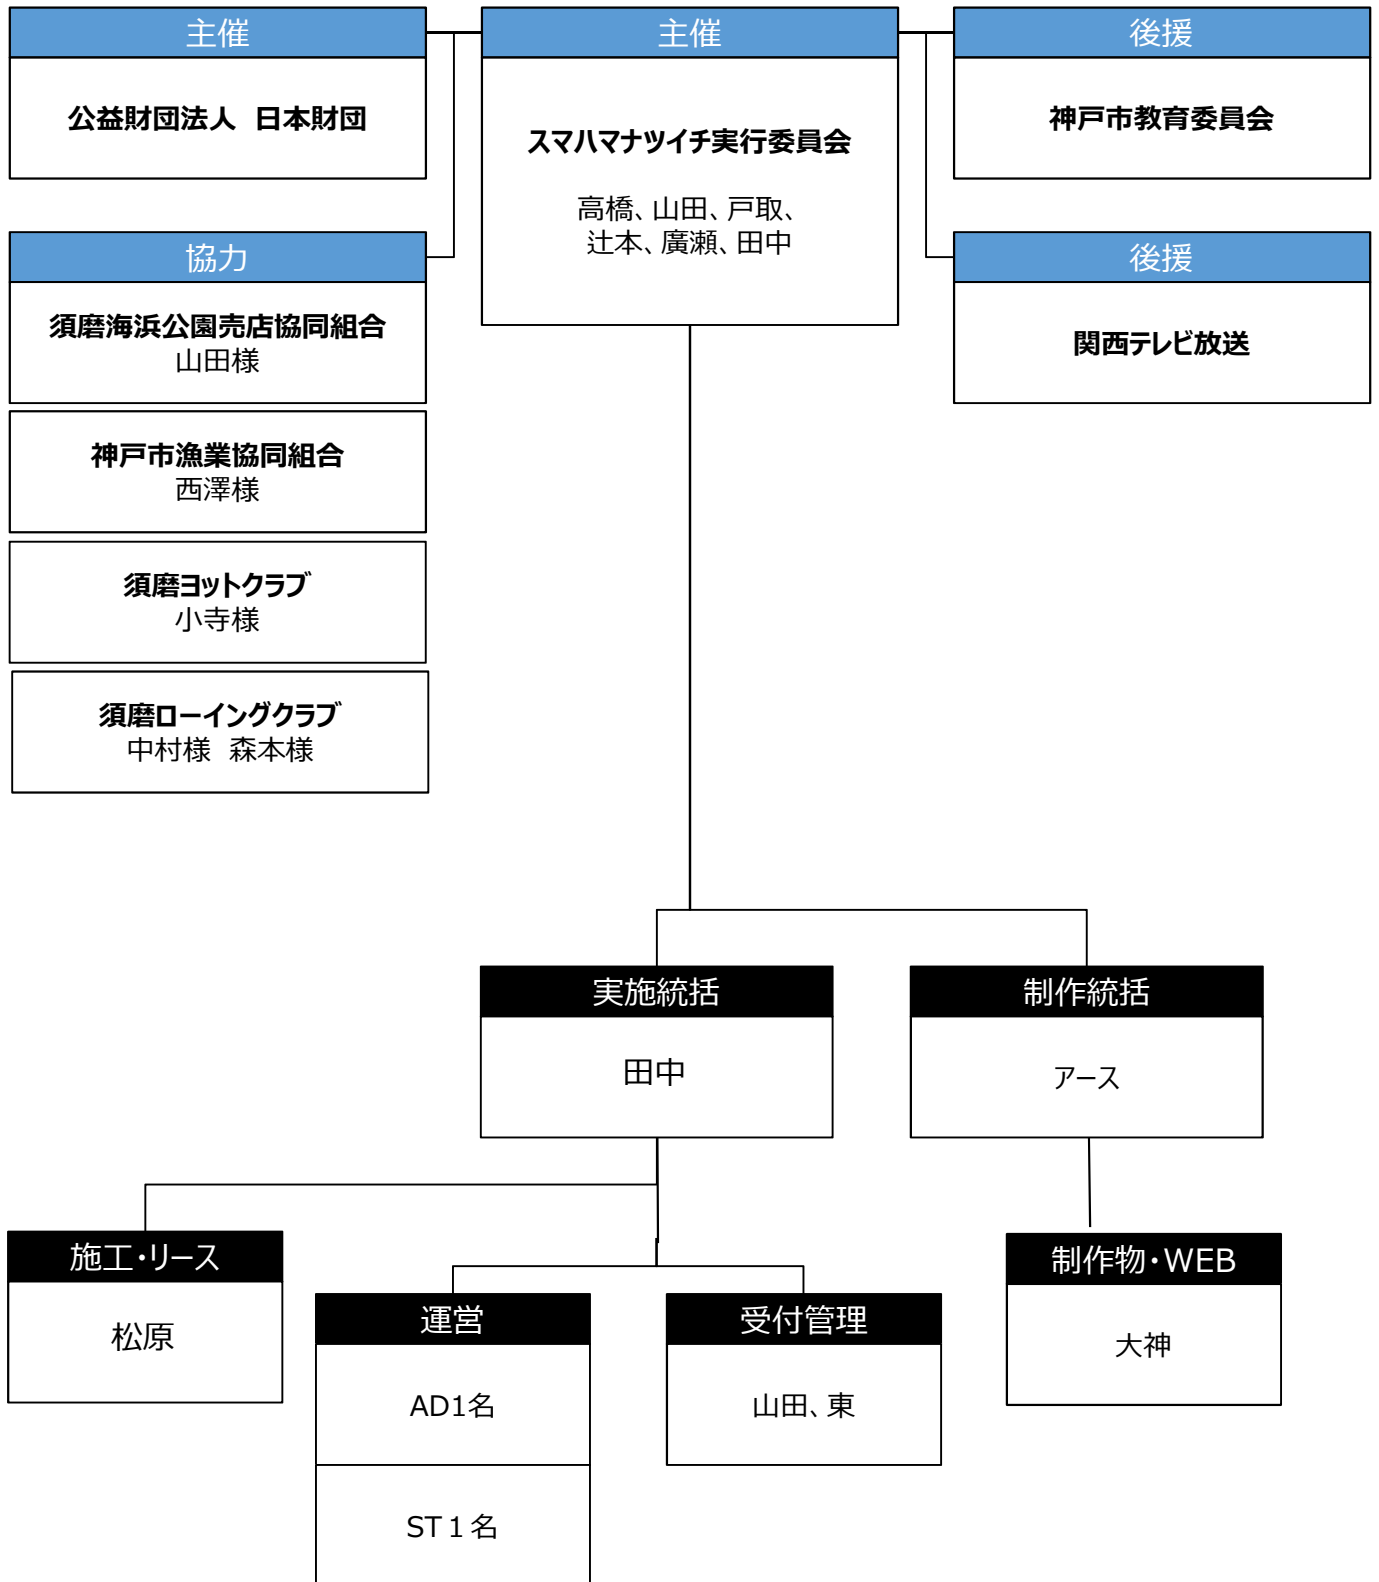 主催
公益財団法人 日本財団
主催
スマハマナツイチ実行委員会
高橋、山田、戸取、
辻本、廣瀬、田中
後援
神戸市教育委員会
後援
関西テレビ放送
協力
須磨海浜公園売店協同組合
山田様
神戸市漁業協同組合
西澤様
須磨ヨットクラブ
小寺様
須磨ローイングクラブ
中村様 森本様
実施統括
田中
制作統括
アース
施工・リース
松原
運営
AD1名
ST１名
受付管理
山田、東
制作物・WEB
大神